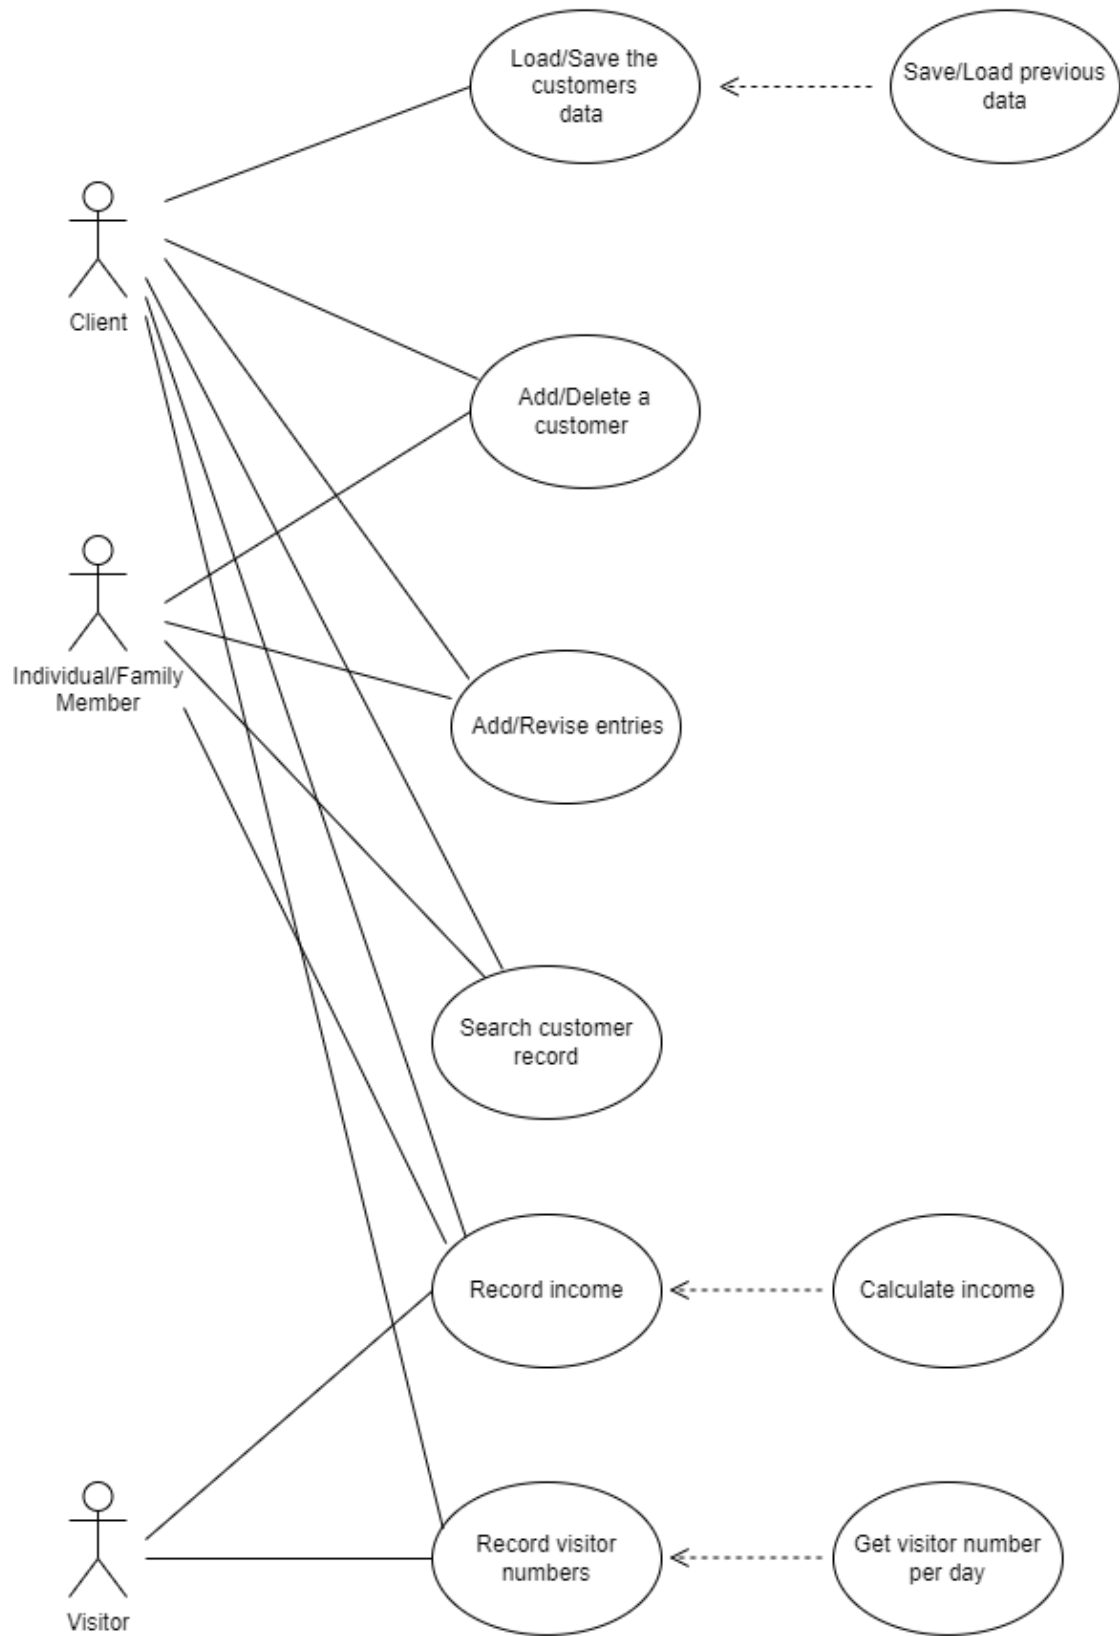 Load/Save the
customers
data
Save/Load previous
data
Client
Add/Delete a
customer
Individual/Family
Member
Add/Revise entries
Search customer
record
Record income
Calculate income
Record visitor
numbers
Get visitor number
per day
Visitor